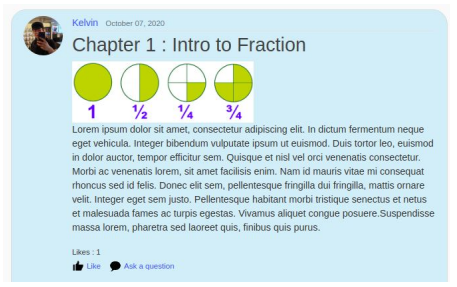 Kelvin October 07, 2020
Chapter 1 : Intro to Fraction
1 ½ ¼ ¾
Lorem ipsum dolor sit amet, consectetur adipiscing elit. In dictum fermentum neque
eget vehicula. Integer bibendum vulputate ipsum ut euismod. Duis tortor leo, euismod
in dolor auctor, tempor efficitur sem. Quisque et nisl vel orci venenatis consectetur.
Morbi ac venenatis lorem, sit amet facilisis enim. Nam id mauris vitae mi consequat
rhoncus sed id felis. Donec elit sem, pellentesque fringilla dui fringilla, mattis ornare
velit. Integer eget sem justo. Pellentesque habitant morbi tristique senectus et netus
et malesuada fames ac turpis egestas. Vivamus aliquet congue posuere.Suspendisse
massa lorem, pharetra sed laoreet quis, finibus quis purus.
Likes : 1
Like Ask a question